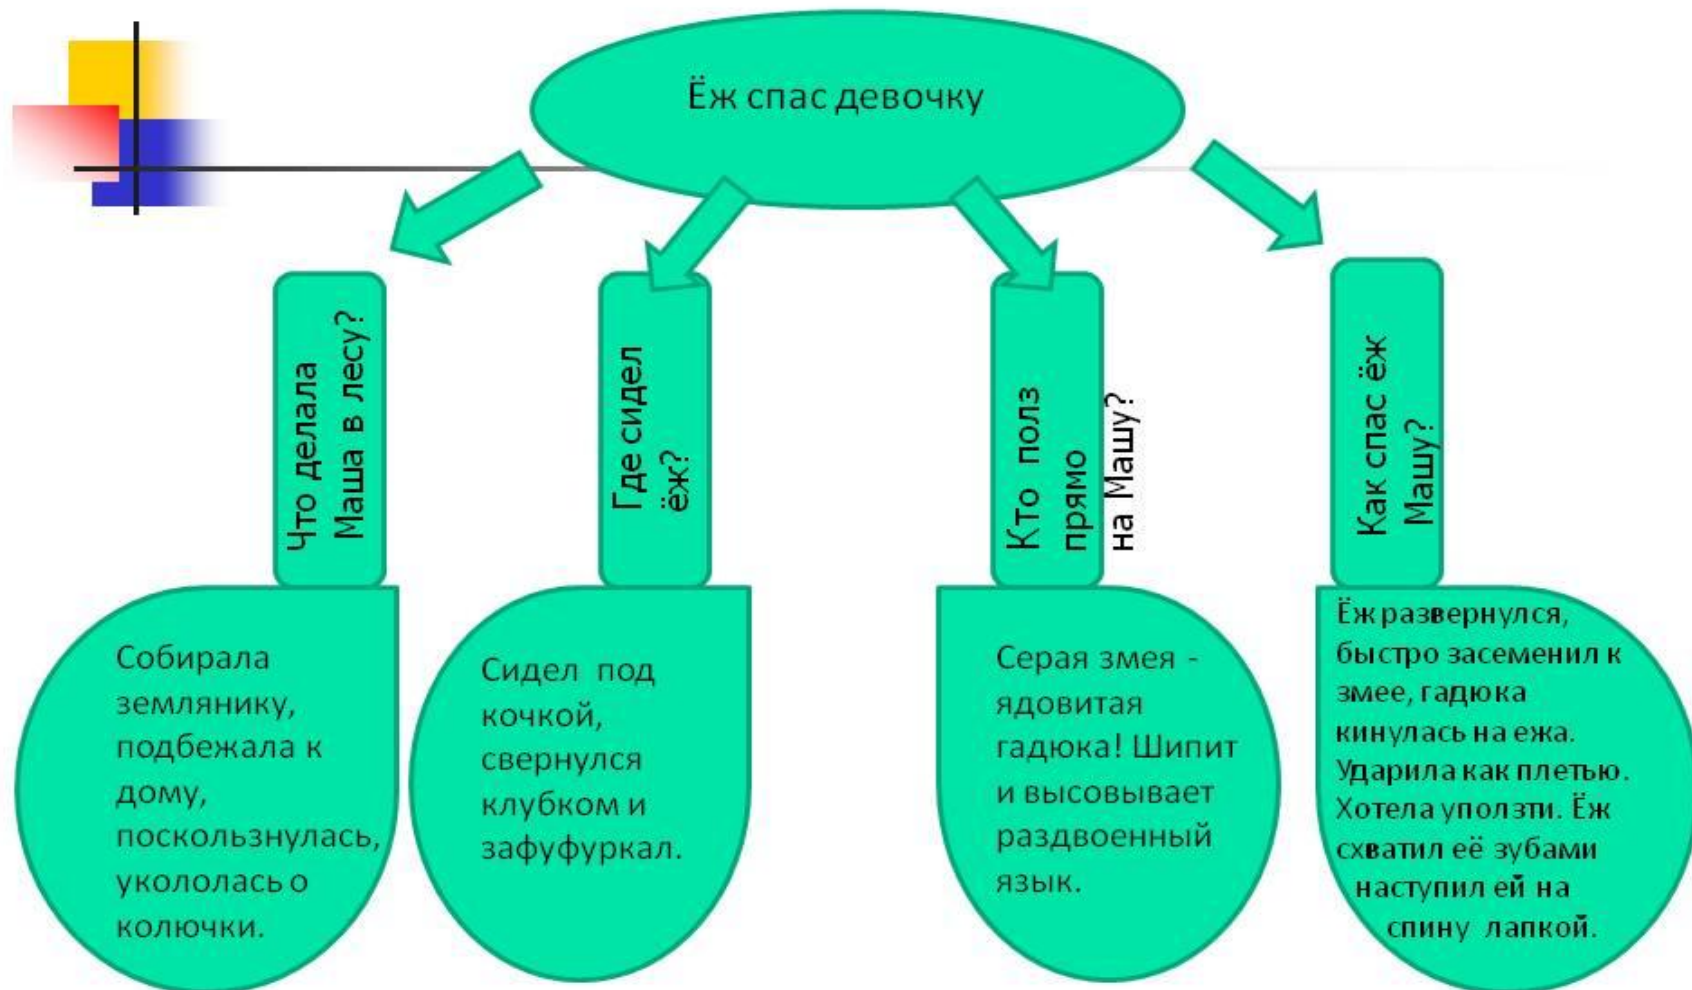 Ёж спас девочку
Что делала
Маша в лесу?
Где сидел
ёж?
Кто полз
прямо
на Машу?
Как спас ёж
Машу?
Собирала
землянику,
подбежала к
дому,
поскользнулась,
укололась о
колючки.
Сидел под
кочкой,
свернулся
клубком и
зафуфуркал.
Серая змея -
ядовитая
гадюка! Шипит
и высовывает
раздвоенный
язык.
Ёж развернулся,
быстро засеменил к
змее, гадюка
кинулась на ежа.
Ударила как плетью.
Хотела уползти. Ёж
схватил её зубами
наступил ей на
спину лапкой.